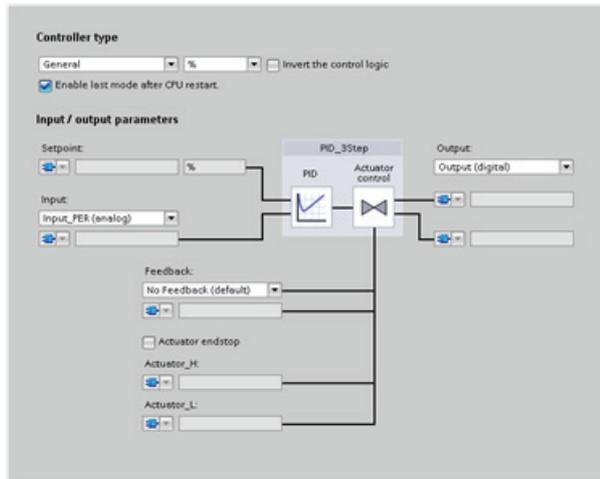 Controller type
General % Invert the control logic
Enable last mode after CPU restart.
Input / output parameters
Setpoint:
%
PID_3Step
PID
Actuator control
Output:
Output (digital)
Input:
Input_PER (analog)
Feedback:
No Feedback (default)
Actuator endstop
Actuator_H:
Actuator_L: